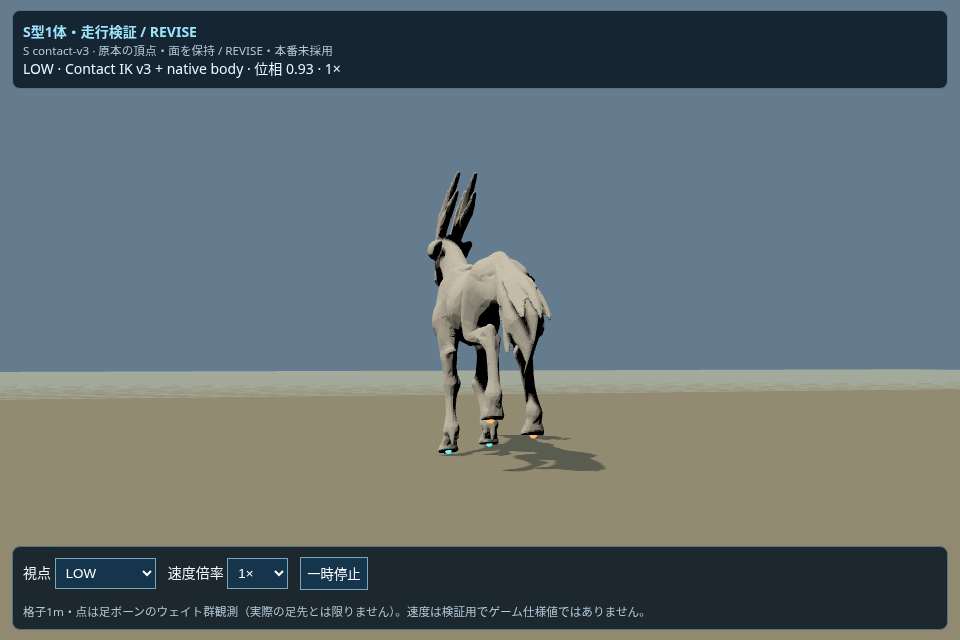 S型1体・走行検証 / REVISE
S contact-v3 · 原本の頂点・面を保持 / REVISE・本番未採用
LOW · Contact IK v3 + native body · 位相 0.93 · 1×
視点 LOW 速度倍率 1× 一時停止
格子1m・点は足ボーンのウェイト群観測（実際の足先とは限りません）。速度は検証用でゲーム仕様値ではありません。